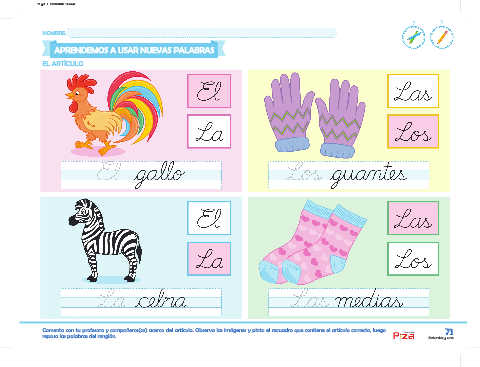 NOMBRE:
APRENDEMOS A USAR NUEVAS PALABRAS
EL ARTÍCULO
El
La
El gallo
Las
Los
Los guantes
El
La
La cebra
Las
Los
Las medias
Comenta con tu profesora y compañeros(as) acerca del artículo. Observa las imágenes y pinta el recuadro que contiene el artículo correcto, luego
repasa las palabras del renglón.
71